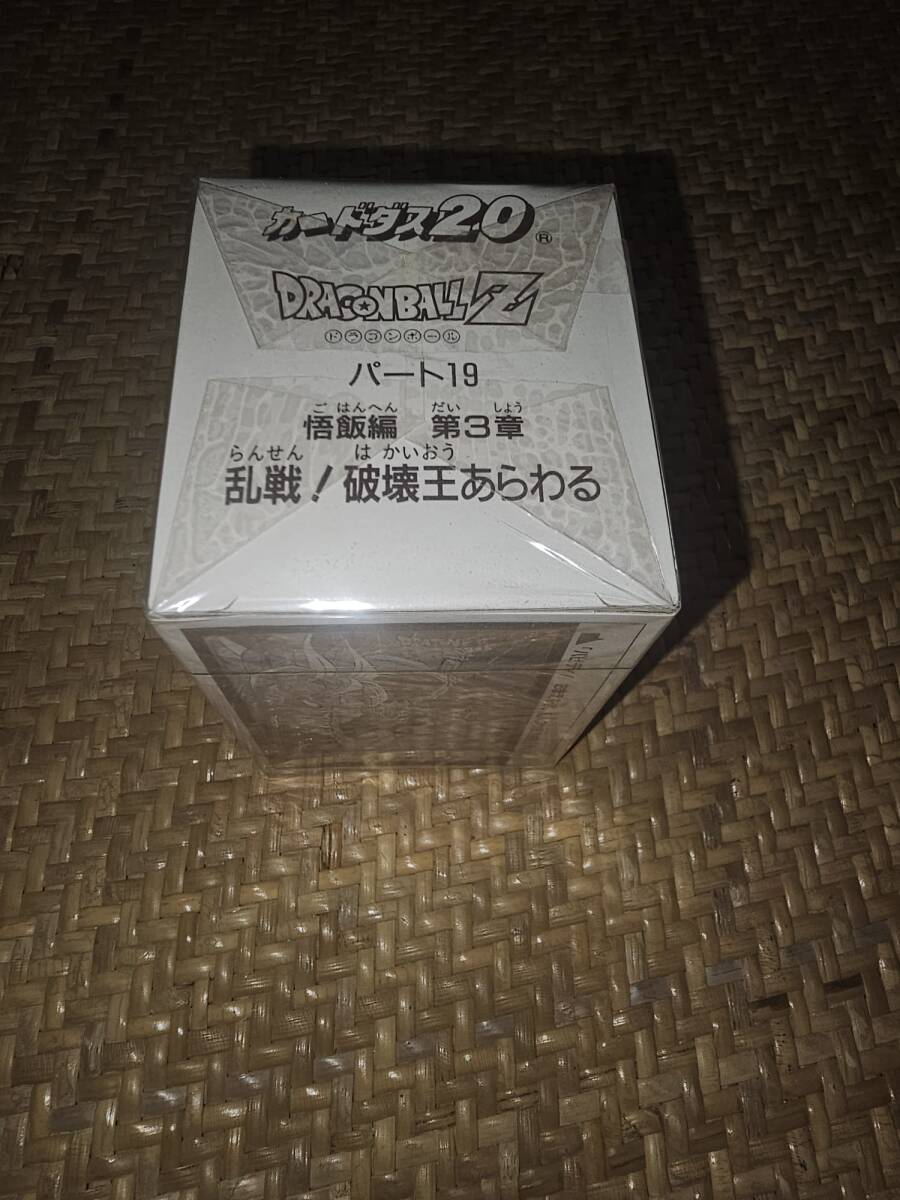 カードダス20®
DRAGONBALL Z
ドラゴンボール
パート19
ごはんへん だいしょう
悟飯編 第3章
らんせん はかいおう
乱戦!破壊王あらわる